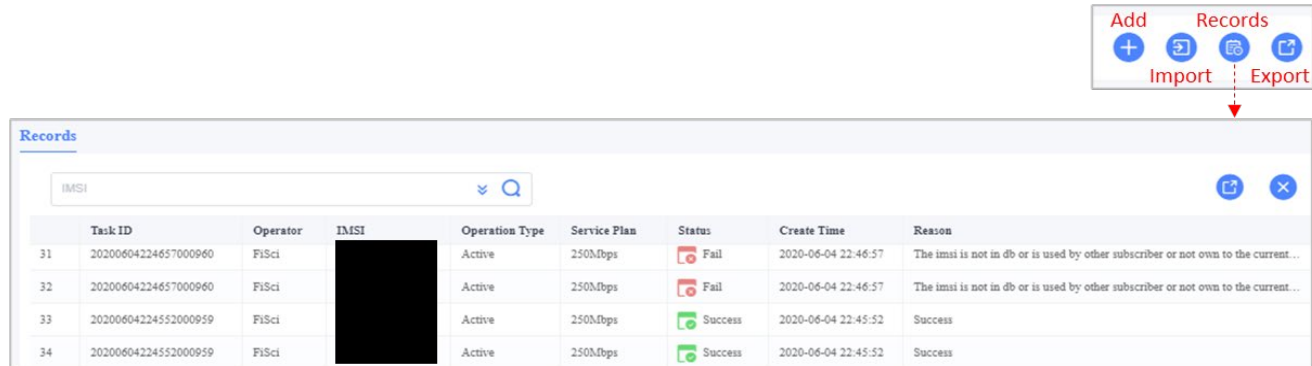 Add Records
Import Export
Records
IMSI
Task ID Operator IMSI Operation Type Service Plan Status Create Time Reason
31 20200604224657000960 FiSci Active 250Mbps Fail 2020-06-04 22:46:57 The imsi is not in db or is used by other subscriber or not own to the current...
32 20200604224657000960 FiSci Active 250Mbps Fail 2020-06-04 22:46:57 The imsi is not in db or is used by other subscriber or not own to the current...
33 20200604224552000959 FiSci Active 250Mbps Success 2020-06-04 22:45:52 Success
34 20200604224552000959 FiSci Active 250Mbps Success 2020-06-04 22:45:52 Success